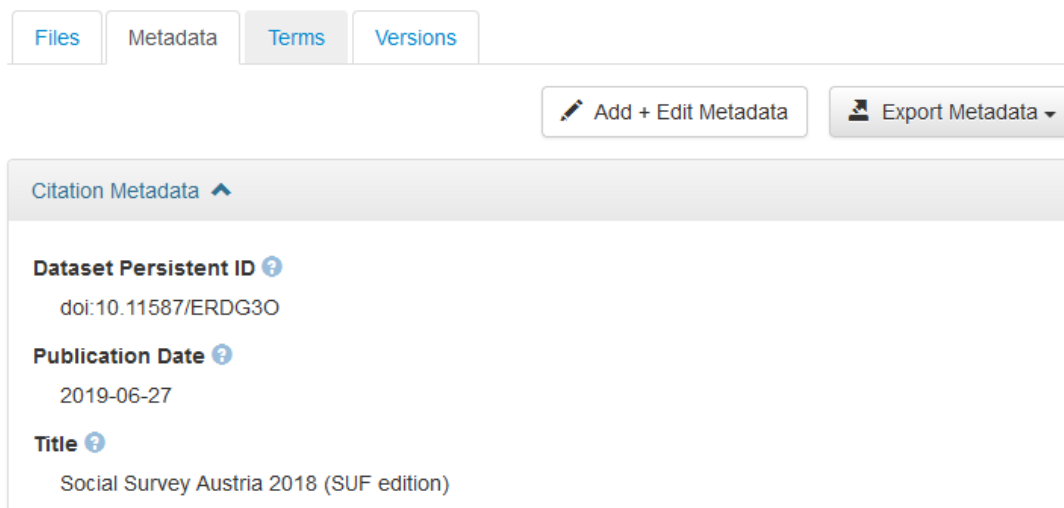 Files Metadata Terms Versions
Add + Edit Metadata Export Metadata
Citation Metadata
Dataset Persistent ID
doi:10.11587/ERDG3O
Publication Date
2019-06-27
Title
Social Survey Austria 2018 (SUF edition)